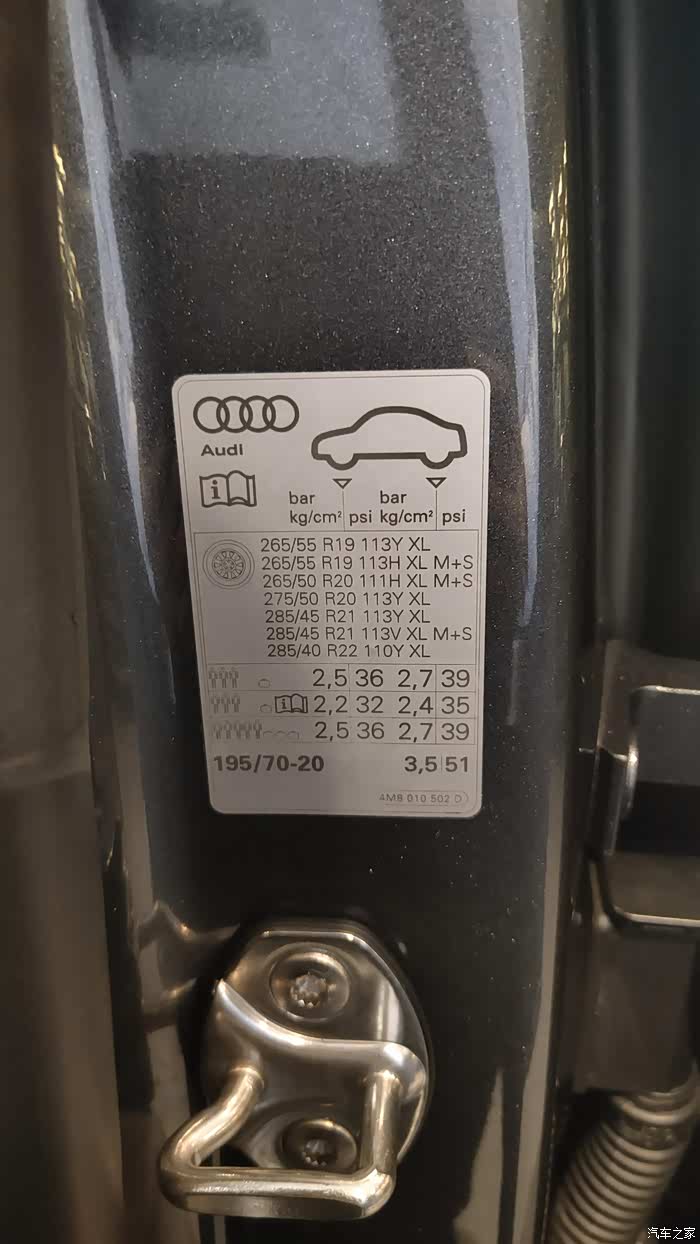 Audi
bar bar
kg/cm² psi kg/cm² psi
265/55 R19 113Y XL
265/55 R19 113H XL M+S
265/50 R20 111H XL M+S
275/50 R20 113Y XL
285/45 R21 113Y XL
285/45 R21 113V XL M+S
285/40 R22 110Y XL
2,5 36 2,7 39
i 2,2 32 2,4 35
2,5 36 2,7 39
195/70-20 3,5 51
4M8 010 502 D
汽车之家